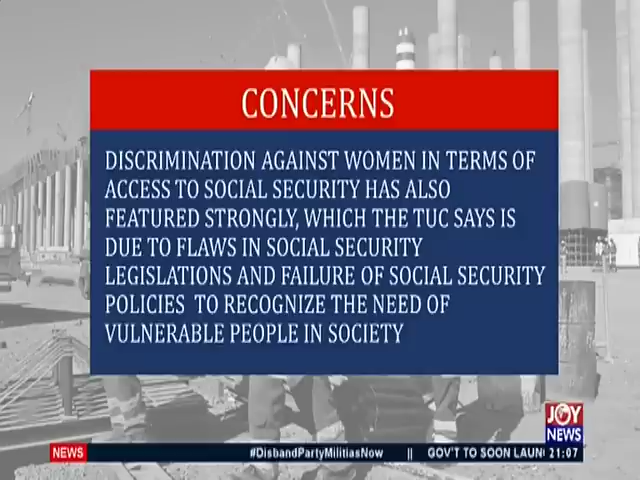 CONCERNS
DISCRIMINATION AGAINST WOMEN IN TERMS OF
ACCESS TO SOCIAL SECURITY HAS ALSO
FEATURED STRONGLY, WHICH THE TUC SAYS IS
DUE TO FLAWS IN SOCIAL SECURITY
LEGISLATIONS AND FAILURE OF SOCIAL SECURITY
POLICIES TO RECOGNIZE THE NEED OF
VULNERABLE PEOPLE IN SOCIETY
JOY
NEWS
NEWS #DisbandPartyMilitiasNow || GOV'T TO SOON LAUN 21:07